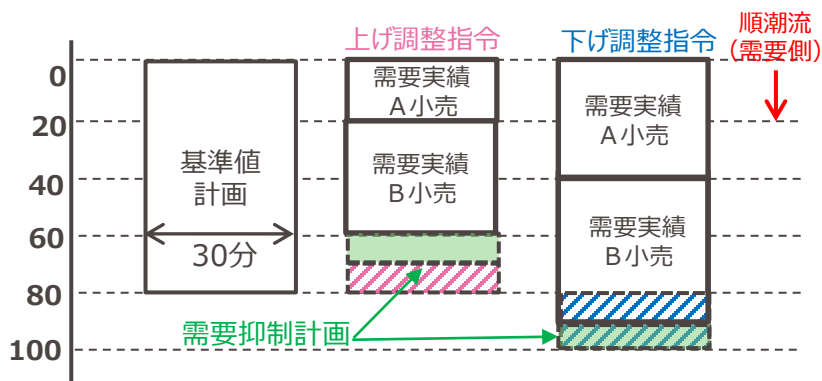 上げ調整指令
下げ調整指令
順潮流
(需要側)
0
20
40
60
80
100
基準値
計画
30分
需要実績
A小売
需要実績
B小売
需要実績
A小売
需要実績
B小売
需要抑制計画